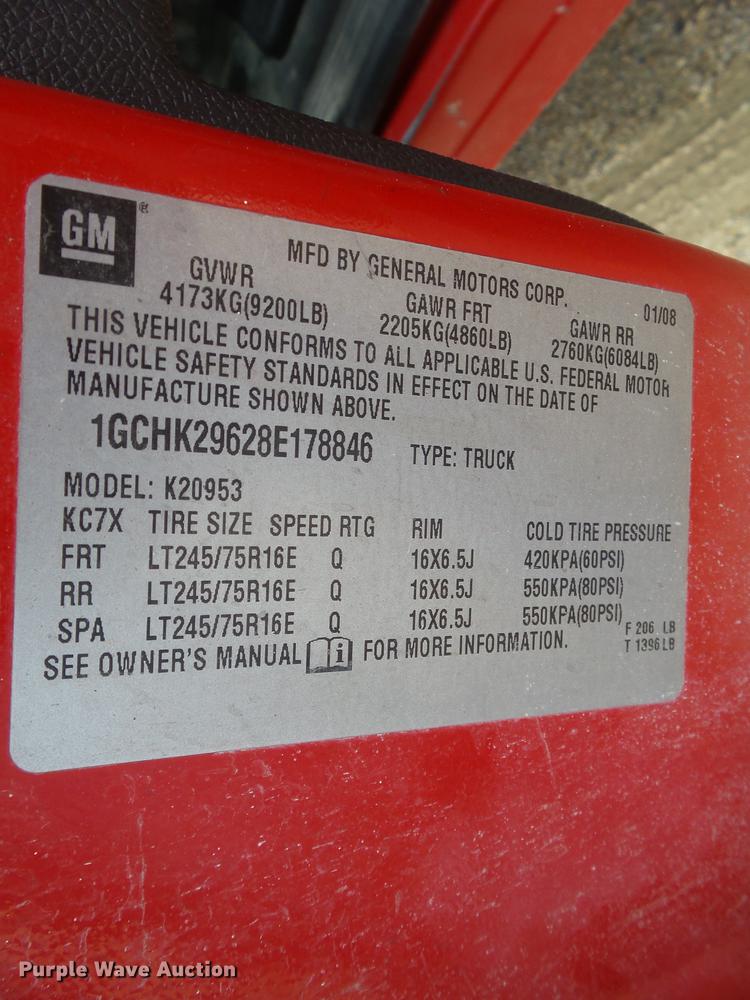 GM ®
MFD BY GENERAL MOTORS CORP. 01/08
GVWR GAWR FRT GAWR RR
4173KG(9200LB) 2205KG(4860LB) 2760KG(6084LB)
THIS VEHICLE CONFORMS TO ALL APPLICABLE U.S. FEDERAL MOTOR
VEHICLE SAFETY STANDARDS IN EFFECT ON THE DATE OF
MANUFACTURE SHOWN ABOVE.
1GCHK29628E178846 TYPE: TRUCK
MODEL: K20953
KC7X TIRE SIZE SPEED RTG RIM COLD TIRE PRESSURE
FRT LT245/75R16E Q 16X6.5J 420KPA(60PSI)
RR LT245/75R16E Q 16X6.5J 550KPA(80PSI)
SPA LT245/75R16E Q 16X6.5J 550KPA(80PSI)
F 206 LB
T 1396 LB
SEE OWNER'S MANUAL i FOR MORE INFORMATION.
Purple Wave Auction